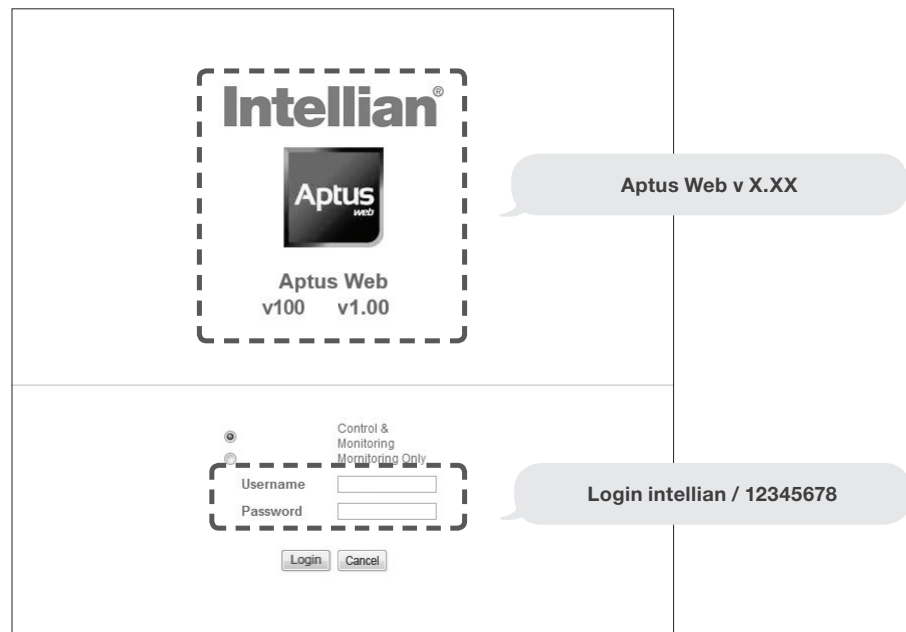 Intellian®
Aptus
web
Aptus Web
v100 v1.00
Aptus Web v X.XX
Control &
Monitoring
Mornitoring Only
Username
Password
Login intellian / 12345678
Login Cancel